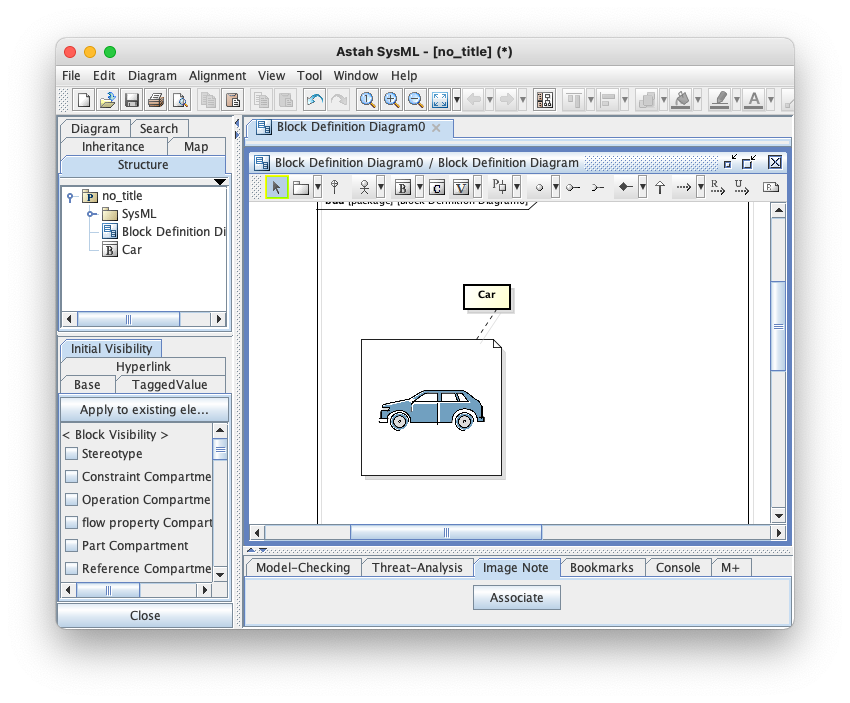 Astah SysML - [no_title] (*)
File Edit Diagram Alignment View Tool Window Help
A
Diagram Search
Inheritance Map
Structure
no_title
SysML
Block Definition Di
B Car
Initial Visibility
Hyperlink
Base TaggedValue
Apply to existing ele...
< Block Visibility >
Stereotype
Constraint Compartme
Operation Compartme
flow property Compart
Part Compartment
Reference Compartme
Close
Block Definition Diagram0
Block Definition Diagram0 / Block Definition Diagram
B C V P R U B
[package] [Block Definition Diagram0]
Car
Model-Checking Threat-Analysis Image Note Bookmarks Console M+
Associate